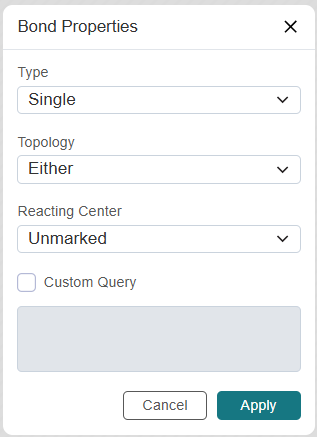 Bond Properties
Type
Single
Topology
Either
Reacting Center
Unmarked
Custom Query
Cancel Apply